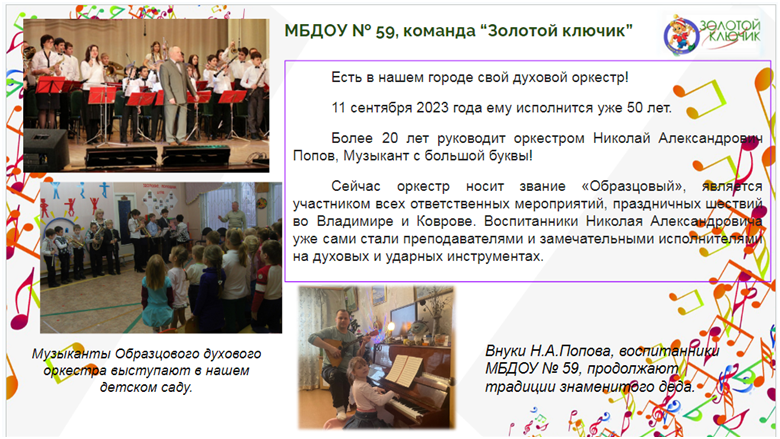 МБДОУ № 59, команда “Золотой ключик”
ЗОЛОТОЙ
КЛЮЧИК
Есть в нашем городе свой духовой оркестр!
11 сентября 2023 года ему исполнится уже 50 лет.
Более 20 лет руководит оркестром Николай Александрович
Попов, Музыкант с большой буквы!
Сейчас оркестр носит звание «Образцовый», является
участником всех ответственных мероприятий, праздничных шествий
во Владимире и Коврове. Воспитанники Николая Александровича
уже сами стали преподавателями и замечательными исполнителями
на духовых и ударных инструментах.
Музыканты Образцового духового
оркестра выступают в нашем
детском саду.
Внуки Н.А.Попова, воспитанники
МБДОУ № 59, продолжают
традиции знаменитого деда.